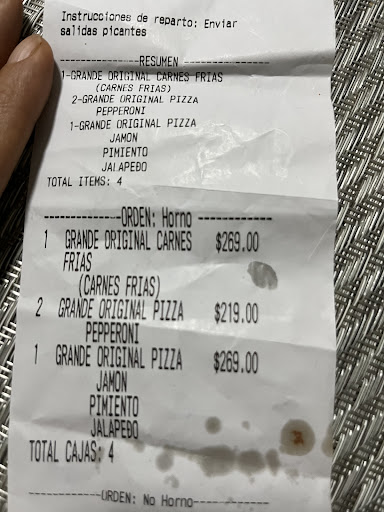 Instrucciones de reparto: Enviar
salidas picantes
---------------RESUMEN ---------------
1-GRANDE ORIGINAL CARNES FRIAS
(CARNES FRIAS)
2-GRANDE ORIGINAL PIZZA
PEPPERONI
1-GRANDE ORIGINAL PIZZA
JAMON
PIMIENTO
JALAPEÐO
TOTAL ITEMS: 4
--------------ORDEN: Horno --------------
1 GRANDE ORIGINAL CARNES $269.00
FRIAS
(CARNES FRIAS)
2 GRANDE ORIGINAL PIZZA $219.00
PEPPERONI
1 GRANDE ORIGINAL PIZZA $269.00
JAMON
PIMIENTO
JALAPEÐO
TOTAL CAJAS: 4
-------------ORDEN: No Horno-------------